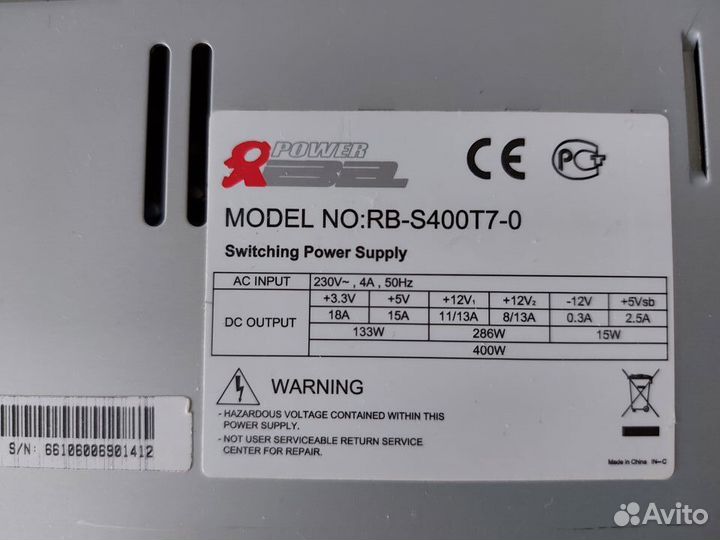 POWER
CE
PC
MODEL NO:RB-S400T7-0
Switching Power Supply
AC INPUT 230V~ , 4A , 50Hz
DC OUTPUT +3.3V +5V +12V₁ +12V₂ -12V +5Vsb
18A 15A 11/13A 8/13A 0.3A 2.5A
133W 286W 15W
400W
WARNING
- HAZARDOUS VOLTAGE CONTAINED WITHIN THIS
POWER SUPPLY.
- NOT USER SERVICEABLE RETURN SERVICE
CENTER FOR REPAIR.
Made in China IN-C
S/N: 66106006901412
Avito